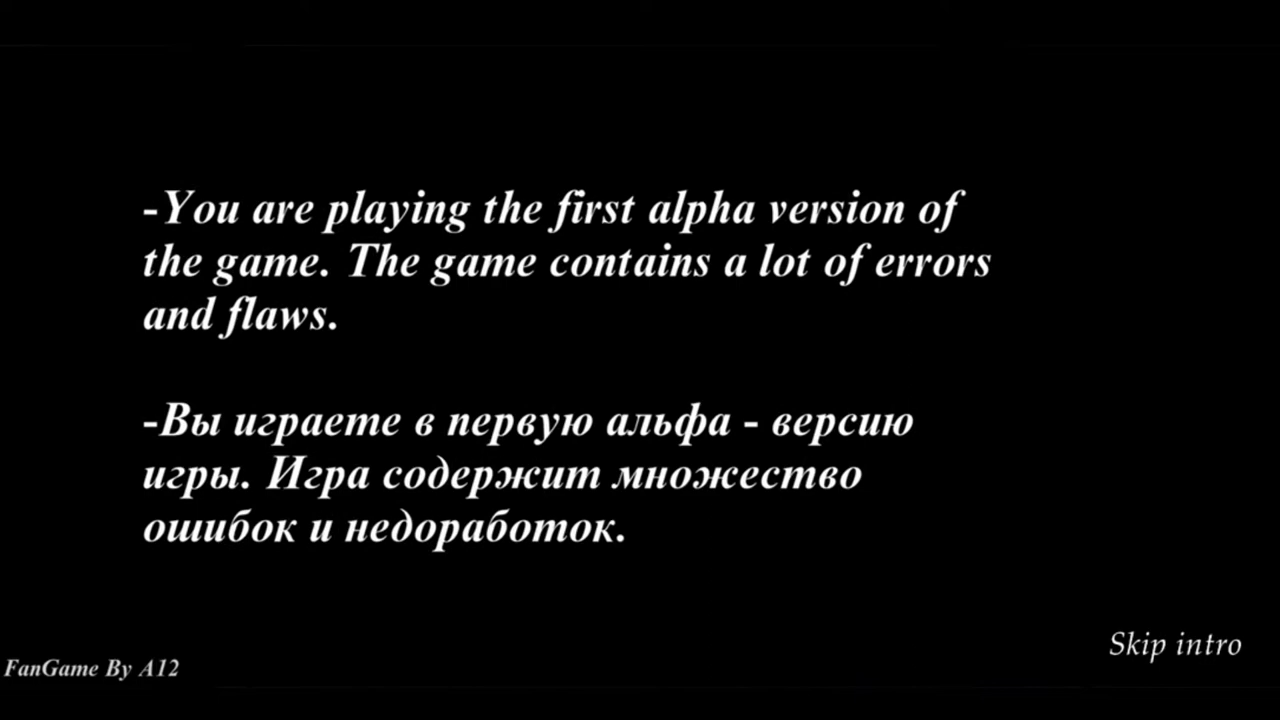 -You are playing the first alpha version of
the game. The game contains a lot of errors
and flaws.
-Вы играете в первую альфа - версию
игры. Игра содержит множество
ошибок и недоработок.
Skip intro
FanGame By A12